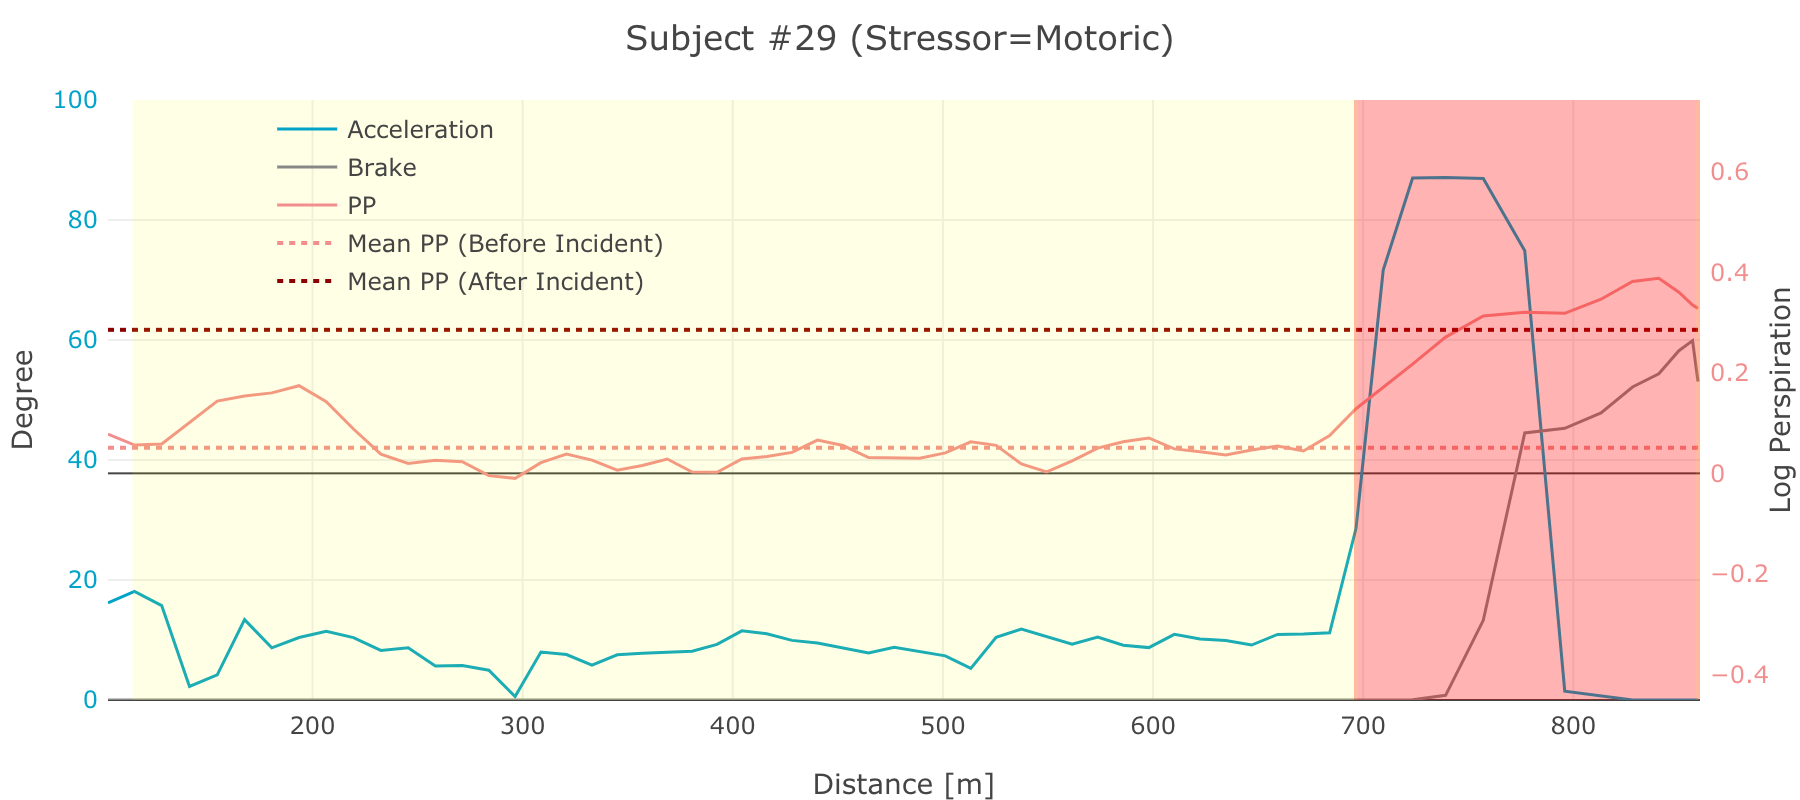 Subject #29 (Stressor=Motoric)
100
80
60
40
20
0
Degree
Acceleration
Brake
PP
Mean PP (Before Incident)
Mean PP (After Incident)
0.6
0.4
0.2
0
−0.2
−0.4
Log Perspiration
200 300 400 500 600 700 800
Distance [m]